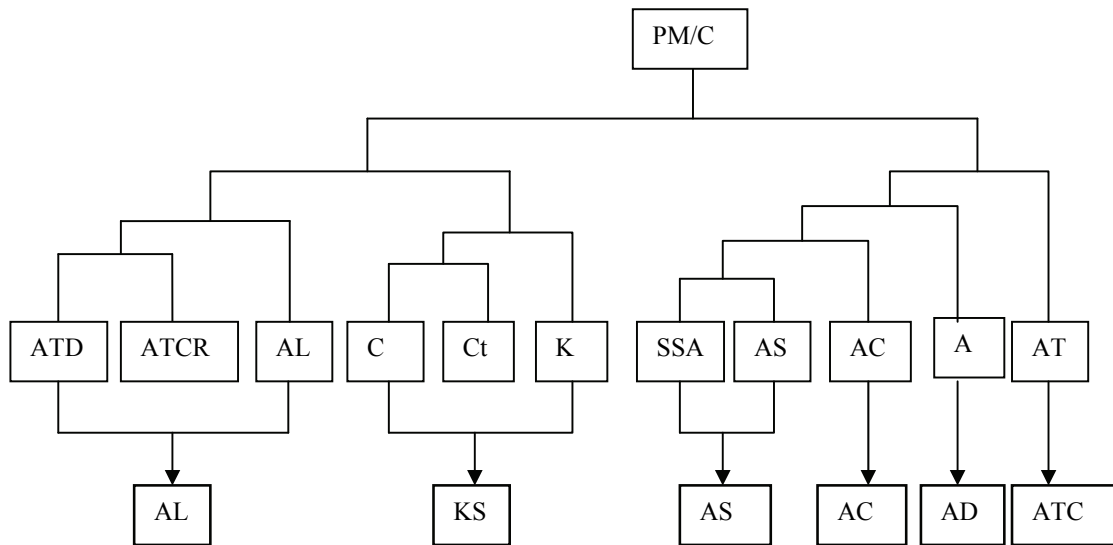 PM/C
ATD ATCR AL C Ct K SSA AS AC A AT
AL KS AS AC AD ATC